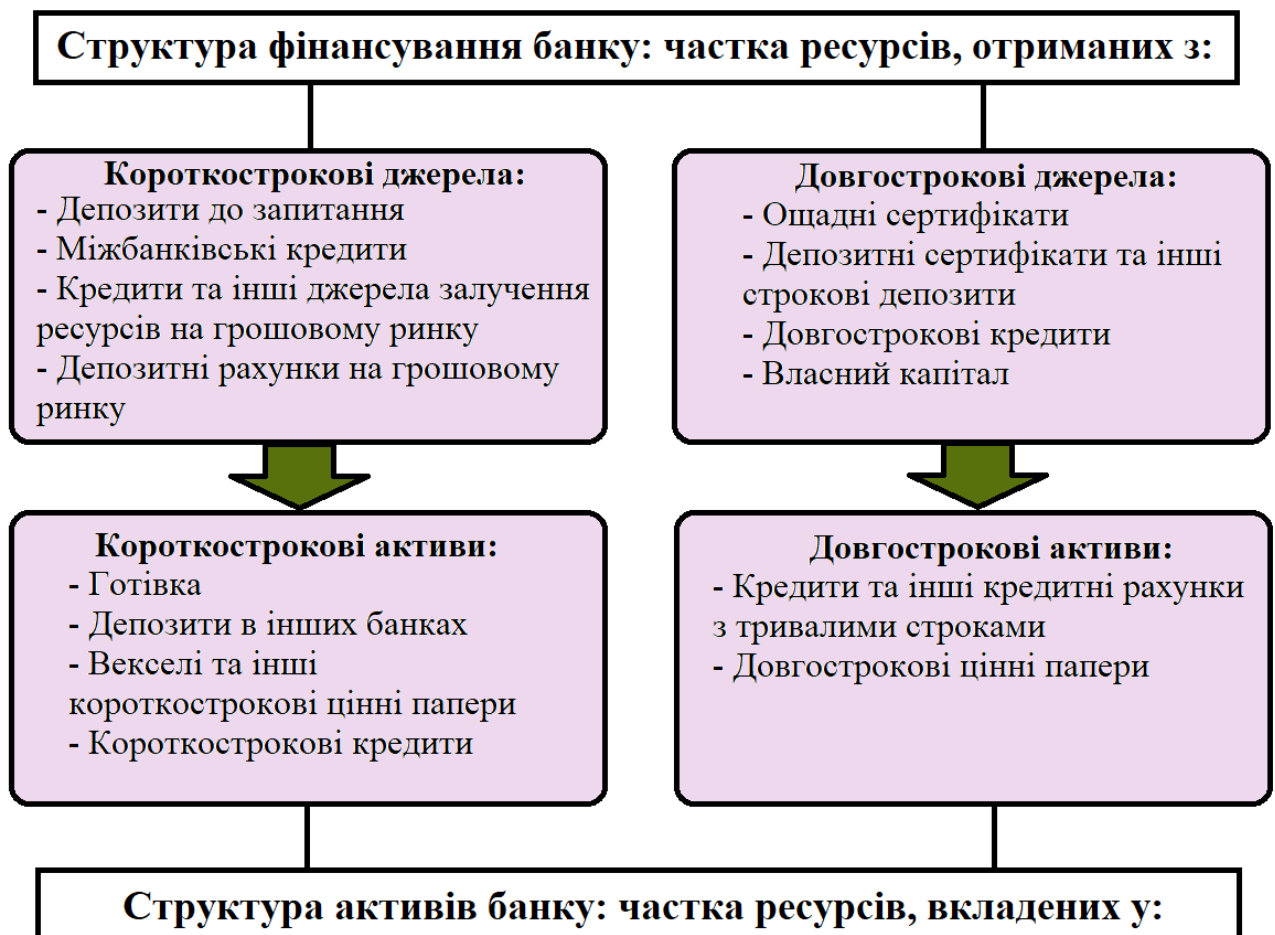 Структура фінансування банку: частка ресурсів, отриманих з:
Короткострокові джерела:
- Депозити до запитання
- Міжбанківські кредити
- Кредити та інші джерела залучення
ресурсів на грошовому ринку
- Депозитні рахунки на грошовому
ринку
Довгострокові джерела:
- Ощадні сертифікати
- Депозитні сертифікати та інші
строкові депозити
- Довгострокові кредити
- Власний капітал
Короткострокові активи:
- Готівка
- Депозити в інших банках
- Векселі та інші
короткострокові цінні папери
- Короткострокові кредити
Довгострокові активи:
- Кредити та інші кредитні рахунки
з тривалими строками
- Довгострокові цінні папери
Структура активів банку: частка ресурсів, вкладених у: